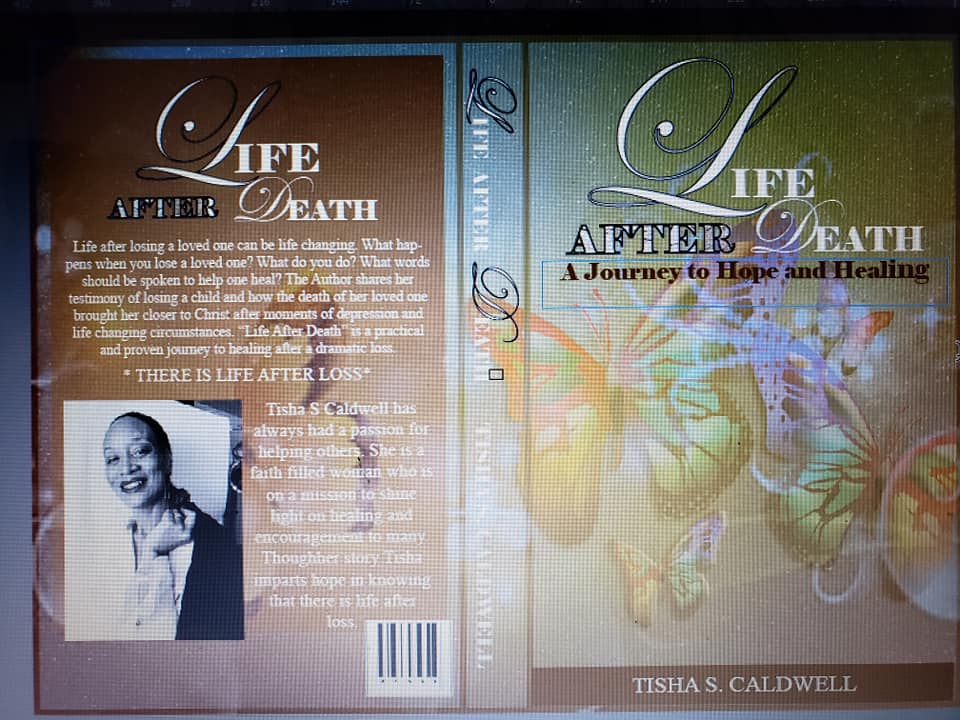 LIFE
AFTER DEATH
Life after losing a loved one can be life changing. What hap-
pens when you lose a loved one? What do you do? What words
should be spoken to help one heal? The Author shares her
testimony of losing a child and how the death of her loved one
brought her closer to Christ after moments of depression and
life changing circumstances. "Life After Death" is a practical
and proven journey to healing after a dramatic loss.
* THERE IS LIFE AFTER LOSS*
Tisha S Caldwell has
always had a passion for
helping others. She is a
faith filled woman who is
on a mission to shine
light on healing and
encouragement to many.
Thoughher story Tisha
imparts hope in knowing
that there is life after
loss.
LIFE AFTER DEATH TISHA S. CALDWELL
LIFE
AFTER DEATH
A Journey to Hope and Healing
TISHA S. CALDWELL